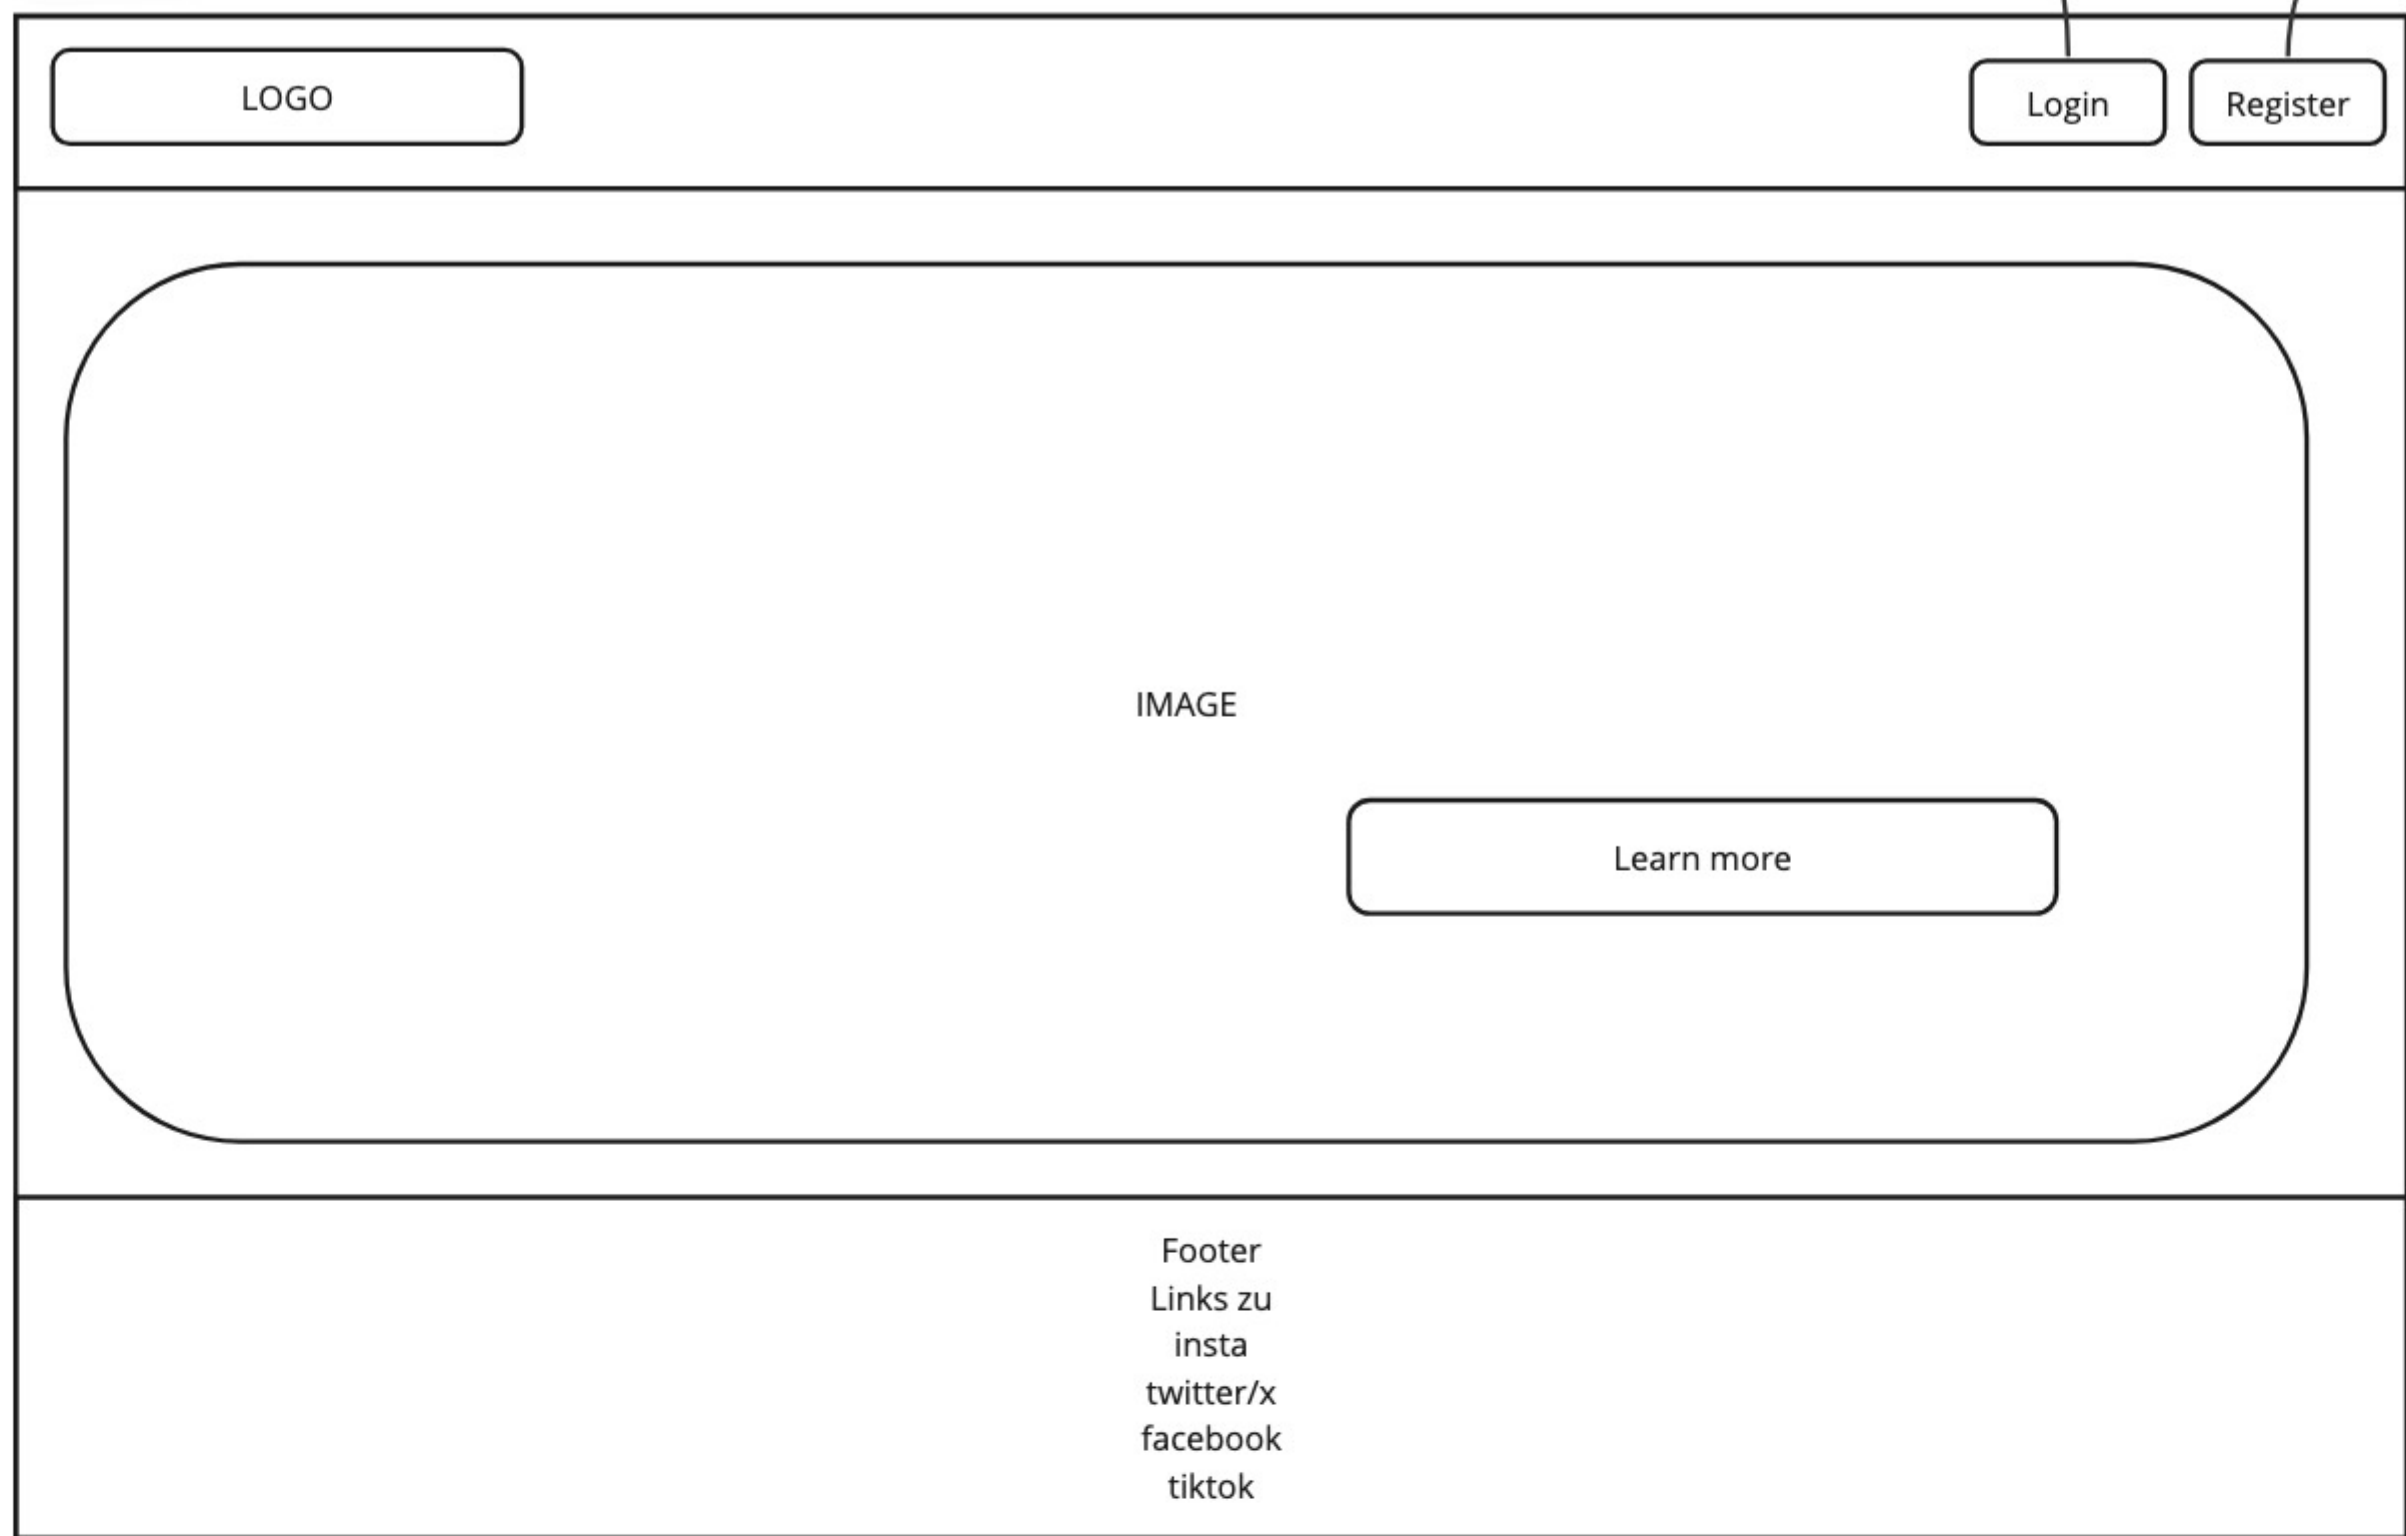 LOGO
Login
Register
IMAGE
Learn more
Footer
Links zu
insta
twitter/x
facebook
tiktok